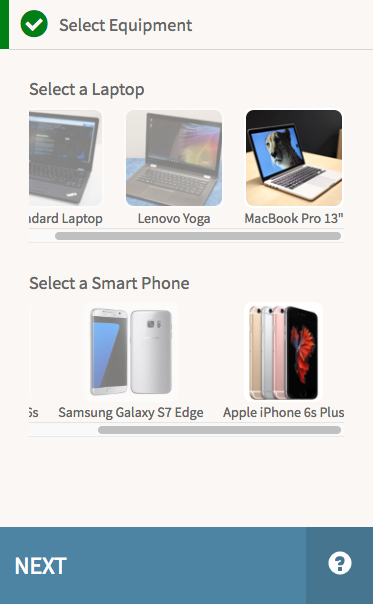 Select Equipment
Select a Laptop
ndard Laptop
Lenovo Yoga
MacBook Pro 13"
Select a Smart Phone
6s
Samsung Galaxy S7 Edge
Apple iPhone 6s Plus
NEXT
?